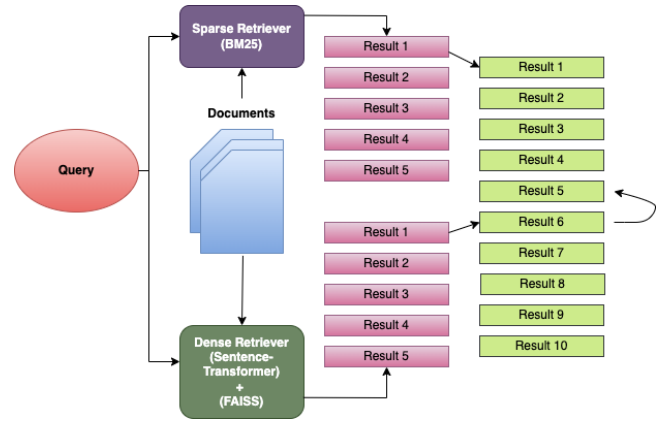 Sparse Retriever
(BM25)
Documents
Query
Dense Retriever
(Sentence-
Transformer)
+
(FAISS)
Result 1
Result 2
Result 3
Result 4
Result 5
Result 1
Result 2
Result 3
Result 4
Result 5
Result 1
Result 2
Result 3
Result 4
Result 5
Result 6
Result 7
Result 8
Result 9
Result 10